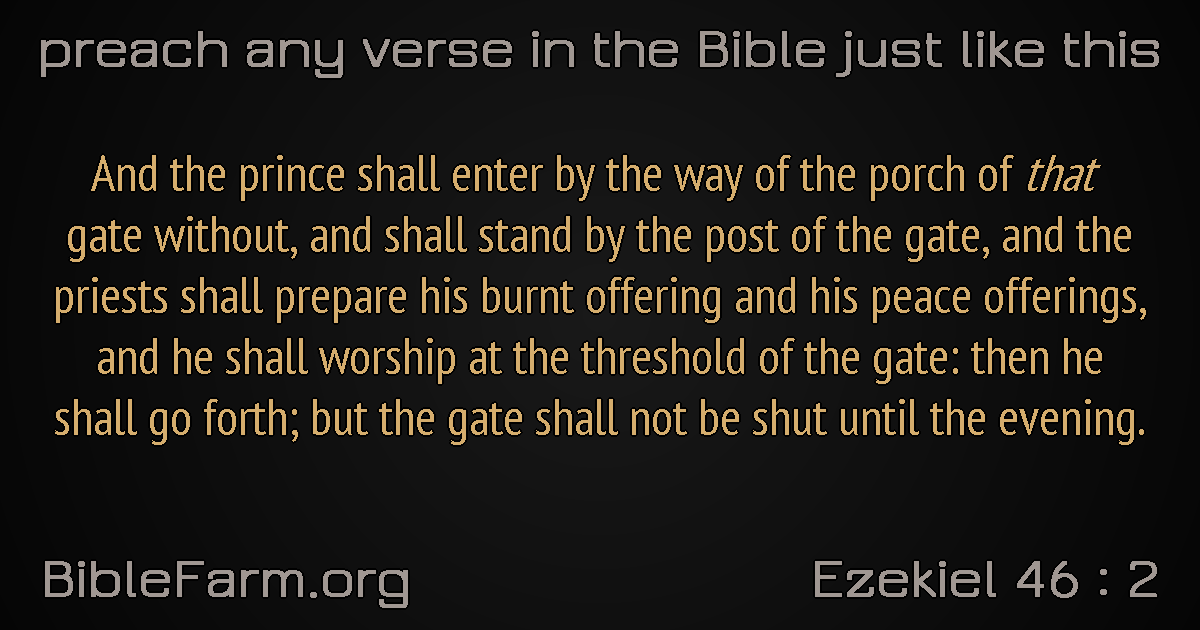 preach any verse in the Bible just like this
And the prince shall enter by the way of the porch of that
gate without, and shall stand by the post of the gate, and the
priests shall prepare his burnt offering and his peace offerings,
and he shall worship at the threshold of the gate: then he
shall go forth; but the gate shall not be shut until the evening.
BibleFarm.org
Ezekiel 46 : 2